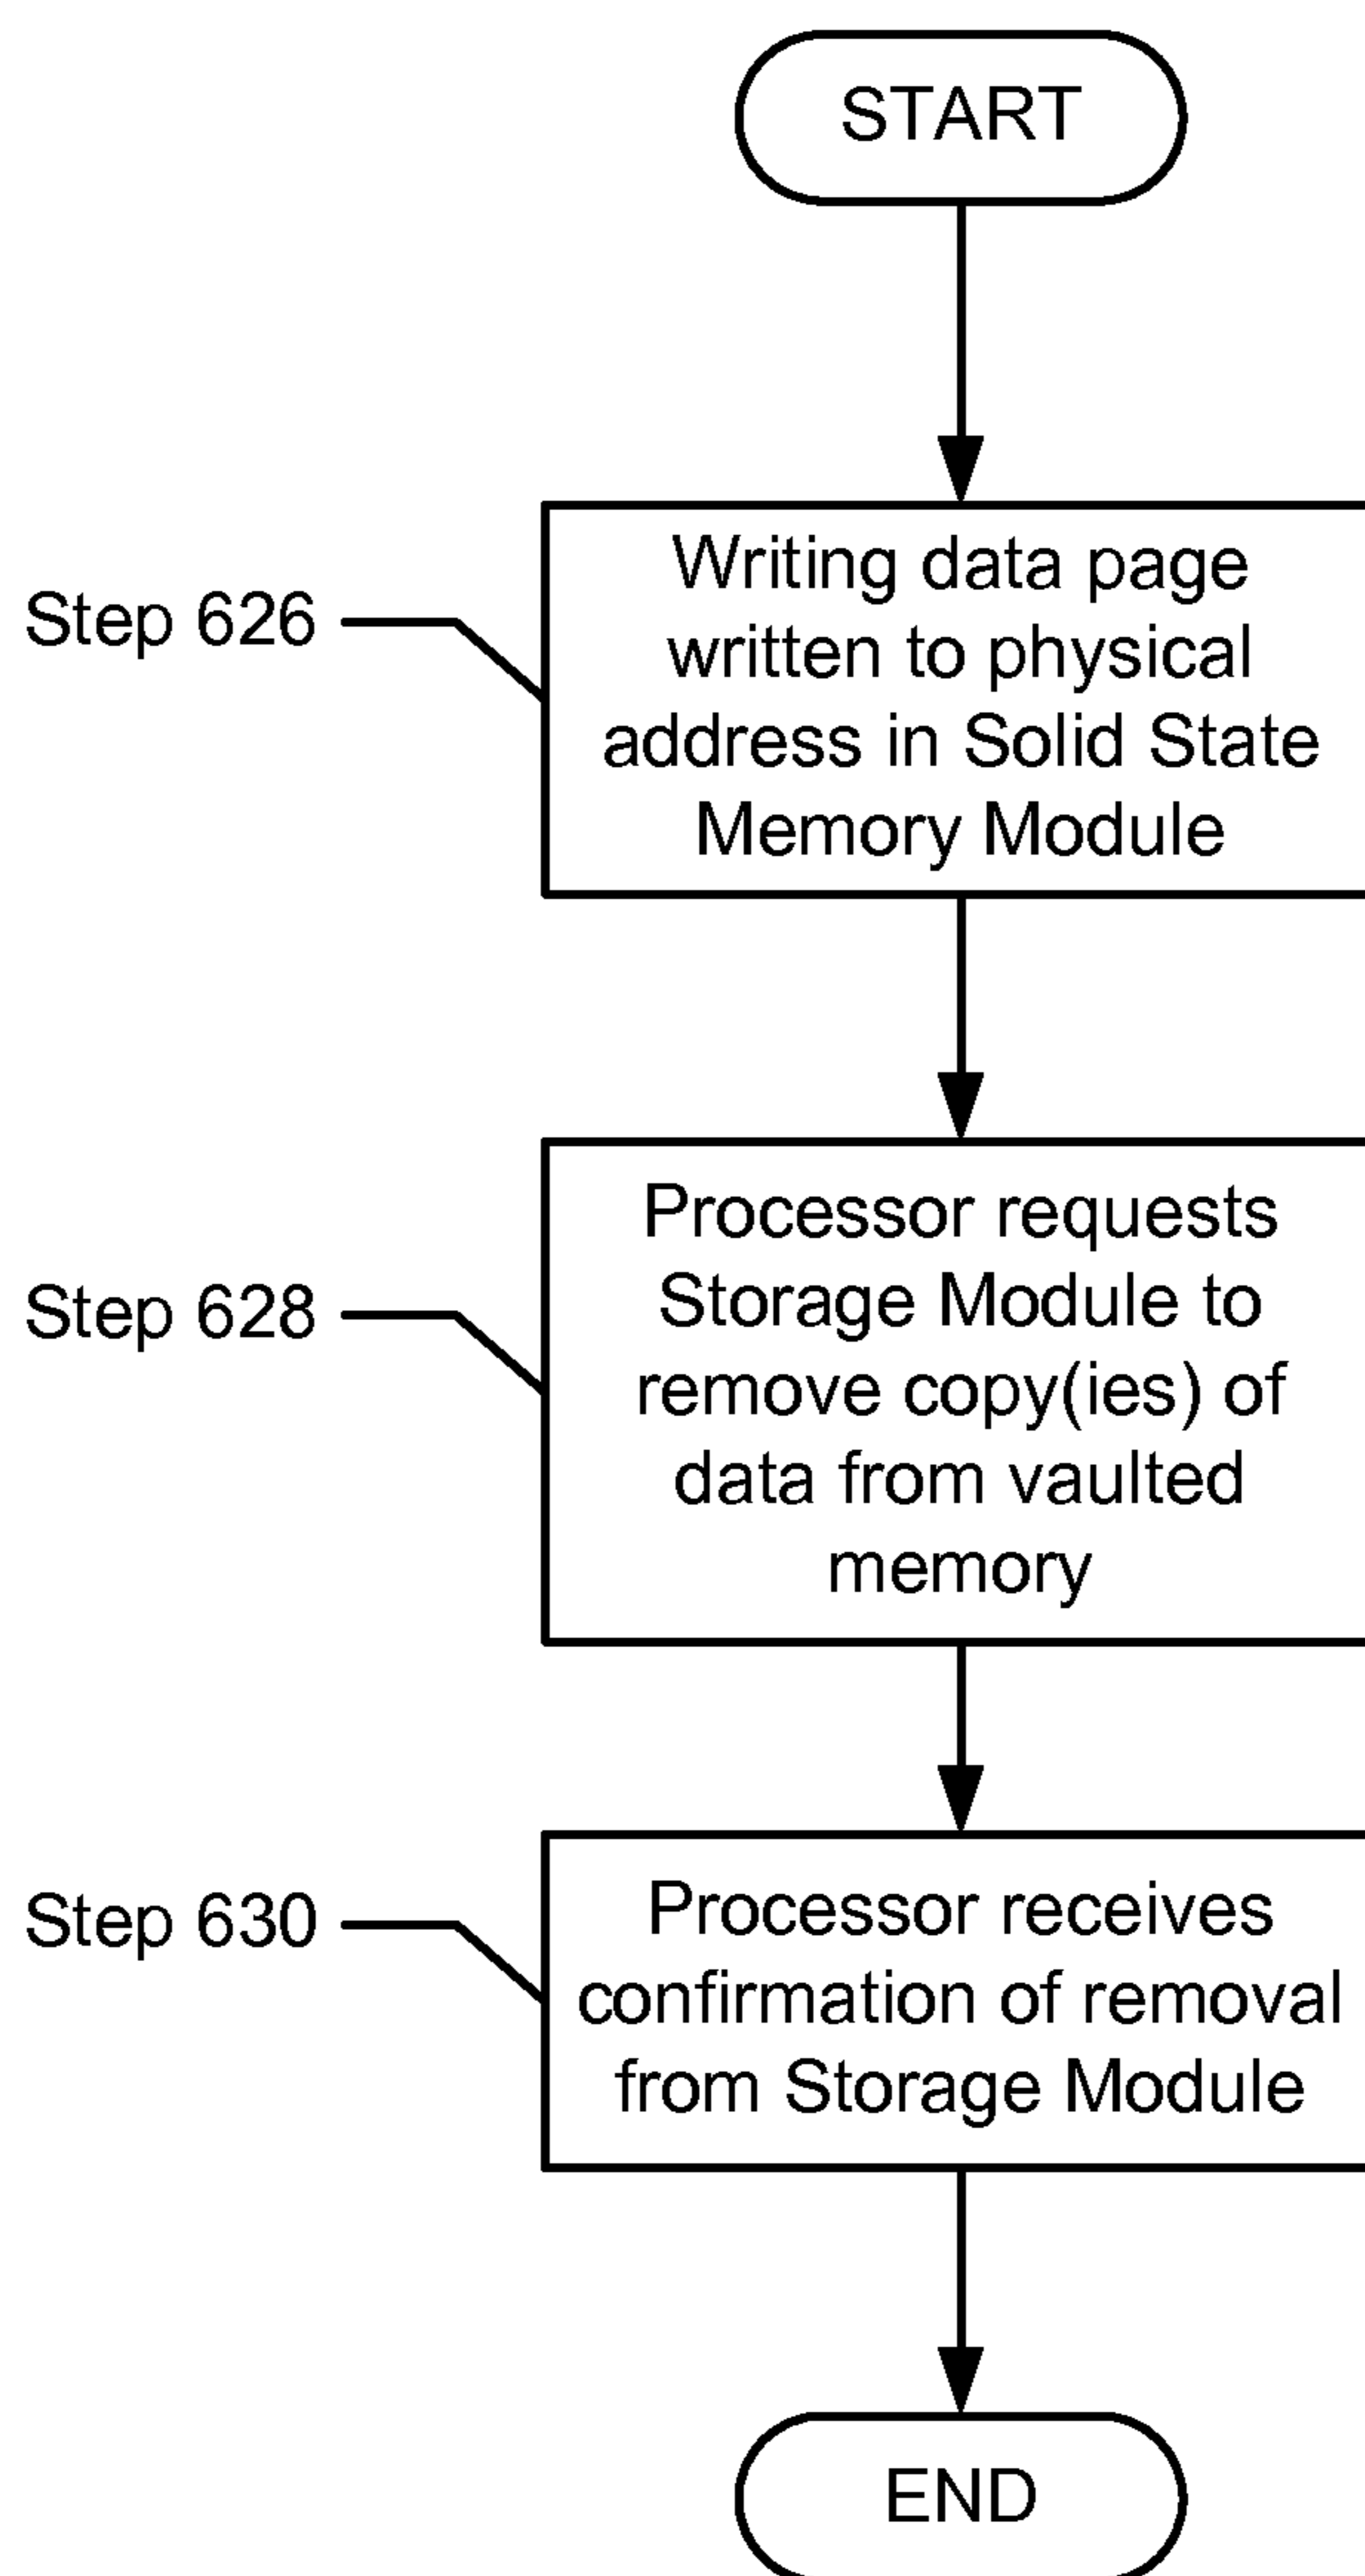 START
Step 626
Writing data page
written to physical
address in Solid State
Memory Module
Step 628
Processor requests
Storage Module to
remove copy(ies) of
data from vaulted
memory
Step 630
Processor receives
confirmation of removal
from Storage Module
END